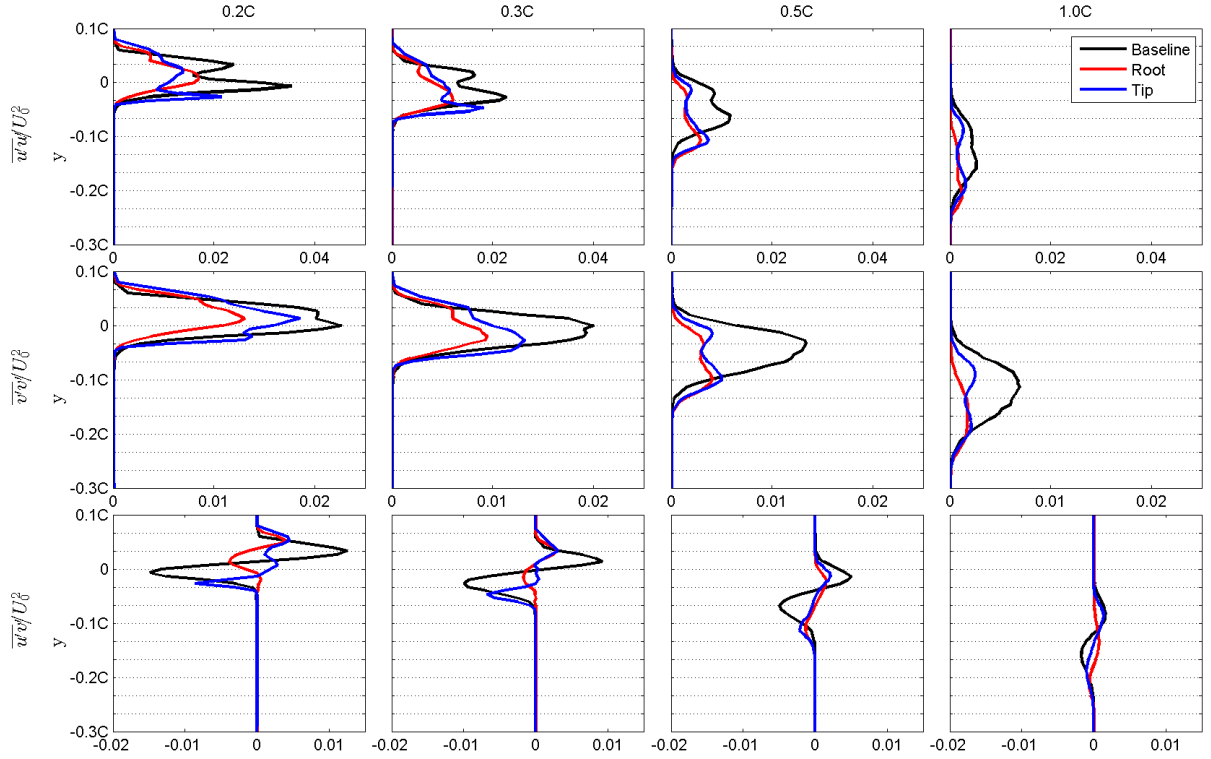 0.2C 0.3C 0.5C 1.0C
0.1C
0
-0.1C
-0.2C
-0.3C
y
u'u'/U₀²
0 0.02 0.04 0 0.02 0.04 0 0.02 0.04 0 0.02 0.04
Baseline
Root
Tip
0.1C
0
-0.1C
-0.2C
-0.3C
y
v'v'/U₀²
0 0.01 0.02 0 0.01 0.02 0 0.01 0.02 0 0.01 0.02
0.1C
0
-0.1C
-0.2C
-0.3C
y
u'v'/U₀²
-0.02 -0.01 0 0.01 -0.02 -0.01 0 0.01 -0.02 -0.01 0 0.01 -0.02 -0.01 0 0.01